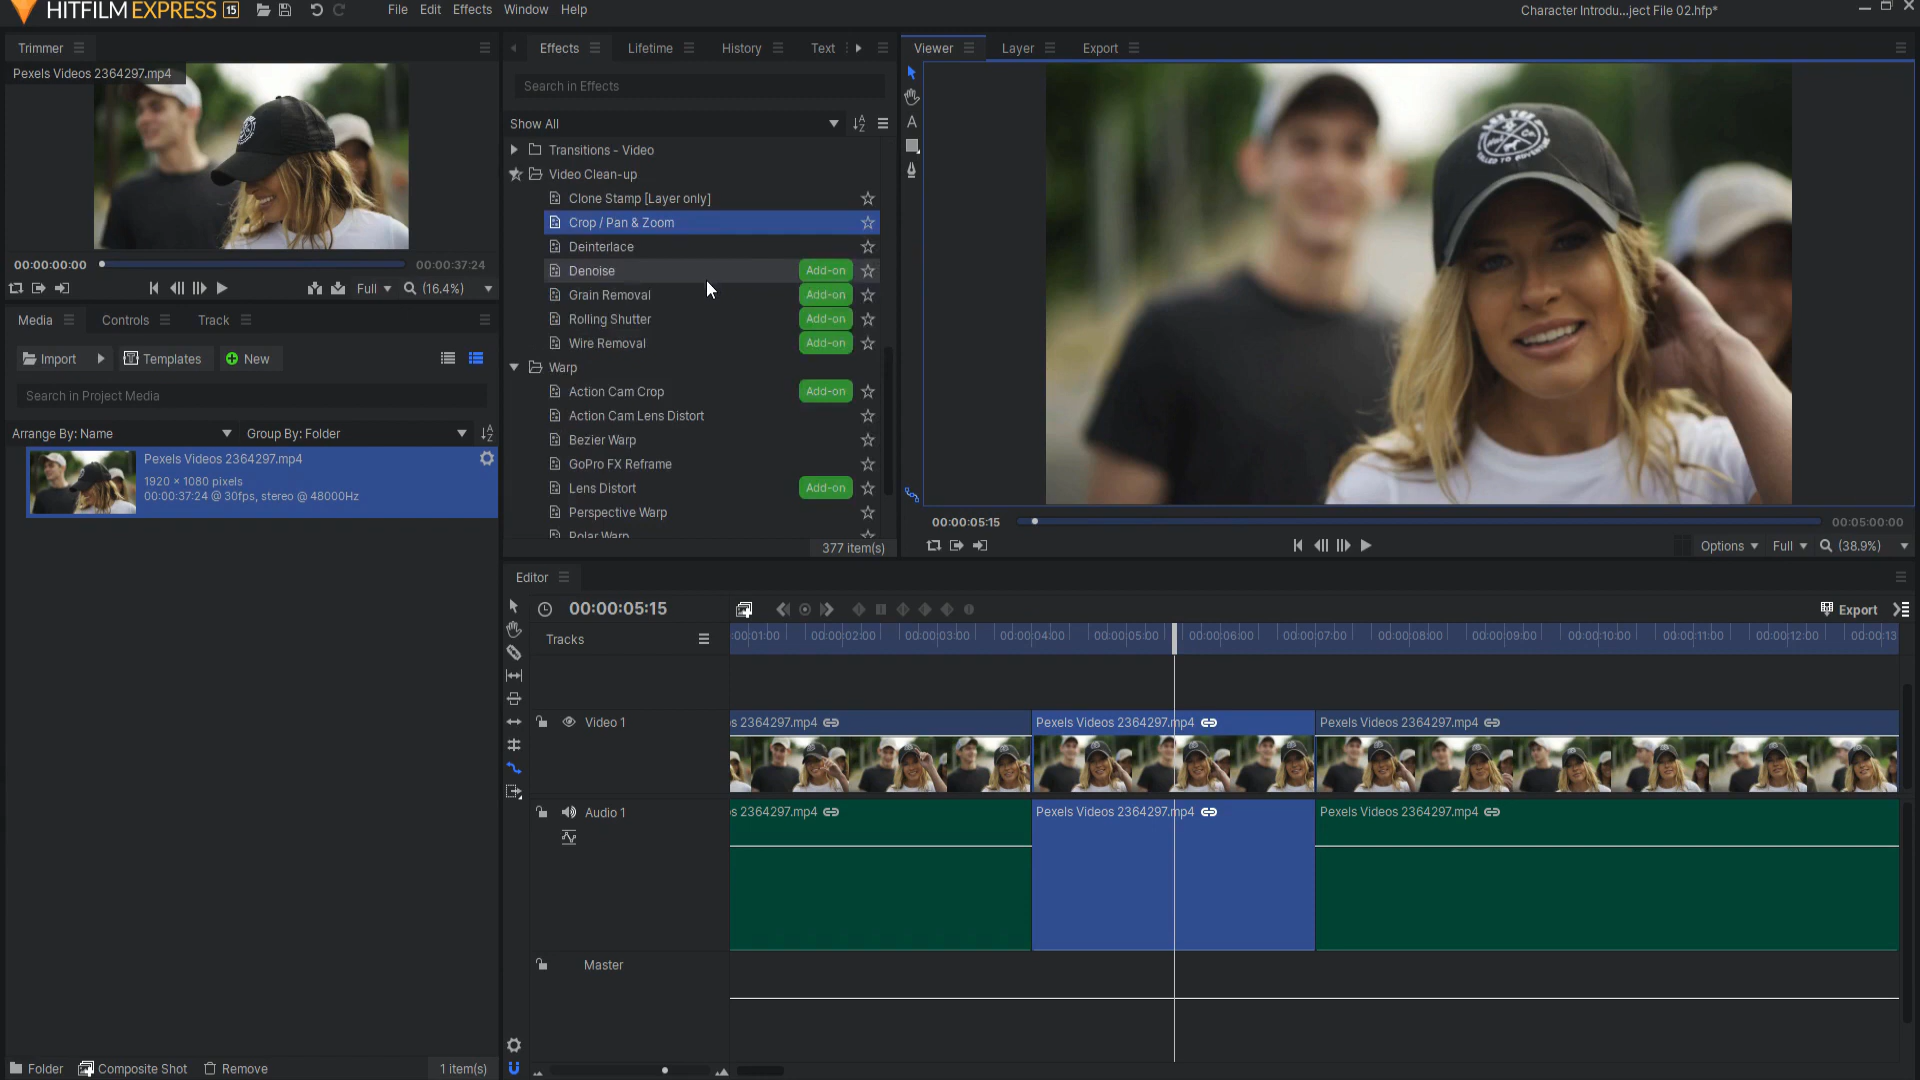 HITFILM EXPRESS 15
File Edit Effects Window Help
Character Introdu...ject File 02.hfp*
Trimmer
Pexels Videos 2364297.mp4
00:00:00:00
00:00:37:24
Full
(16.4%)
Media Controls Track
Import Templates New
Search in Project Media
Arrange By: Name
Group By: Folder
Pexels Videos 2364297.mp4
1920 × 1080 pixels
00:00:37:24 @ 30fps, stereo @ 48000Hz
Folder Composite Shot Remove
1 item(s)
Effects Lifetime History Text
Search in Effects
Show All
Transitions - Video
Video Clean-up
Clone Stamp [Layer only]
Crop / Pan & Zoom
Deinterlace
Denoise Add-on
Grain Removal Add-on
Rolling Shutter Add-on
Wire Removal Add-on
Warp
Action Cam Crop Add-on
Action Cam Lens Distort
Bezier Warp
GoPro FX Reframe
Lens Distort Add-on
Perspective Warp
Polar Warp
377 item(s)
Viewer Layer Export
A
00:00:05:15
00:05:00:00
Options Full (38.9%)
Editor
00:00:05:15
Export
Tracks
:00:01:00 00:00:02:00 00:00:03:00 00:00:04:00 00:00:05:00 00:00:06:00 00:00:07:00 00:00:08:00 00:00:09:00 00:00:10:00 00:00:11:00 00:00:12:00 00:00:13
Video 1
s 2364297.mp4 Pexels Videos 2364297.mp4 Pexels Videos 2364297.mp4
Audio 1
s 2364297.mp4 Pexels Videos 2364297.mp4 Pexels Videos 2364297.mp4
Master